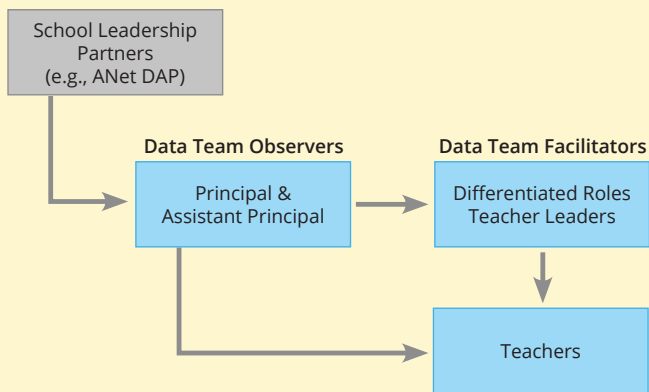 School Leadership
Partners
(e.g., ANet DAP)
Data Team Observers
Principal &
Assistant Principal
Data Team Facilitators
Differentiated Roles
Teacher Leaders
Teachers